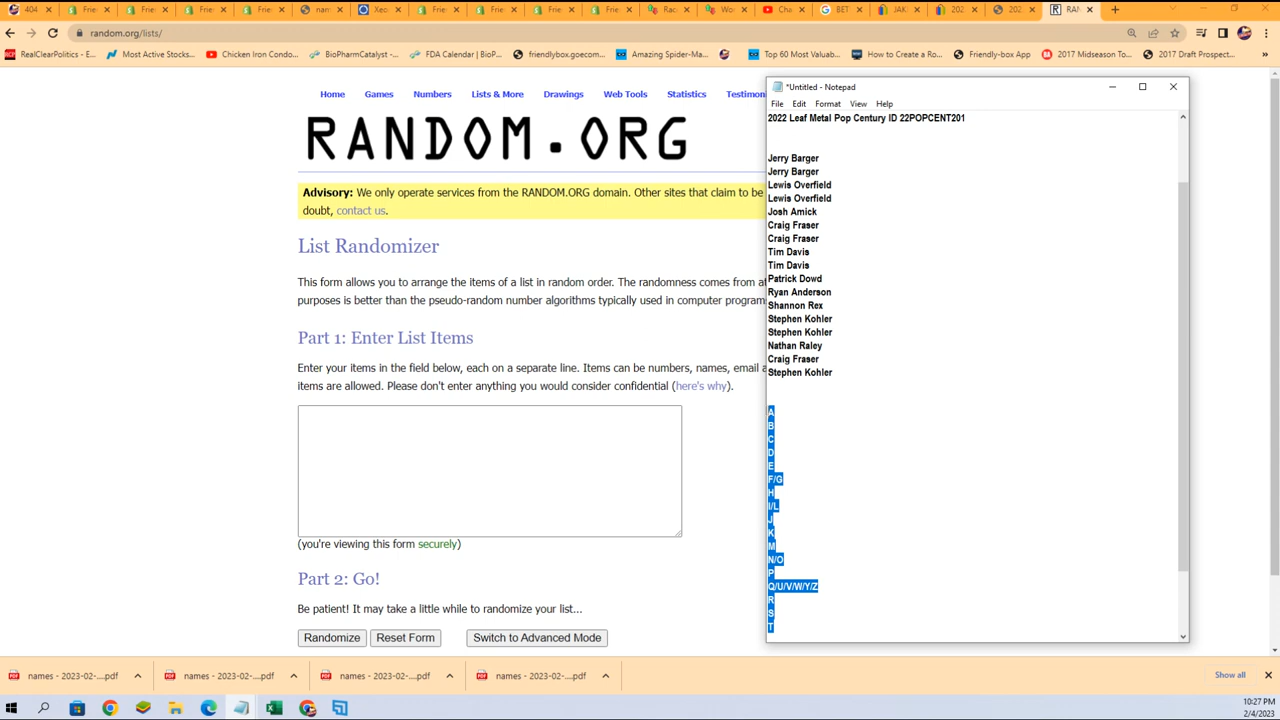 404
Frie
Frie
Frie
Frie
nam
Xeo
Frie
Frie
Frie
Frie
Rac
Wo
Cha
BET
JAK
202
202
RAN
random.org/lists/
RealClearPolitics - E...
Most Active Stocks...
Chicken Iron Condo...
BioPharmCatalyst -...
FDA Calendar | BioP...
friendlybox.goecom...
Amazing Spider-Ma...
Top 60 Most Valuab...
How to Create a Ro...
Friendly-box App
2017 Midseason To...
2017 Draft Prospect...
Home Games Numbers Lists & More Drawings Web Tools Statistics Testimon
RANDOM.ORG
Advisory: We only operate services from the RANDOM.ORG domain. Other sites that claim to be
doubt, contact us.
List Randomizer
This form allows you to arrange the items of a list in random order. The randomness comes from at
purposes is better than the pseudo-random number algorithms typically used in computer program
Part 1: Enter List Items
Enter your items in the field below, each on a separate line. Items can be numbers, names, email a
items are allowed. Please don't enter anything you would consider confidential (here's why).
(you're viewing this form securely)
Part 2: Go!
Be patient! It may take a little while to randomize your list...
Randomize Reset Form Switch to Advanced Mode
*Untitled - Notepad
File Edit Format View Help
2022 Leaf Metal Pop Century ID 22POPCENT201
Jerry Barger
Jerry Barger
Lewis Overfield
Lewis Overfield
Josh Amick
Craig Fraser
Craig Fraser
Tim Davis
Tim Davis
Patrick Dowd
Ryan Anderson
Shannon Rex
Stephen Kohler
Stephen Kohler
Nathan Raley
Craig Fraser
Stephen Kohler
A
B
C
D
E
F/G
H
I/L
J
K
M
N/O
P
Q/U/V/W/Y/Z
R
S
T
names - 2023-02-....pdf
names - 2023-02-....pdf
names - 2023-02-....pdf
names - 2023-02-....pdf
Show all
10:27 PM
2/4/2023